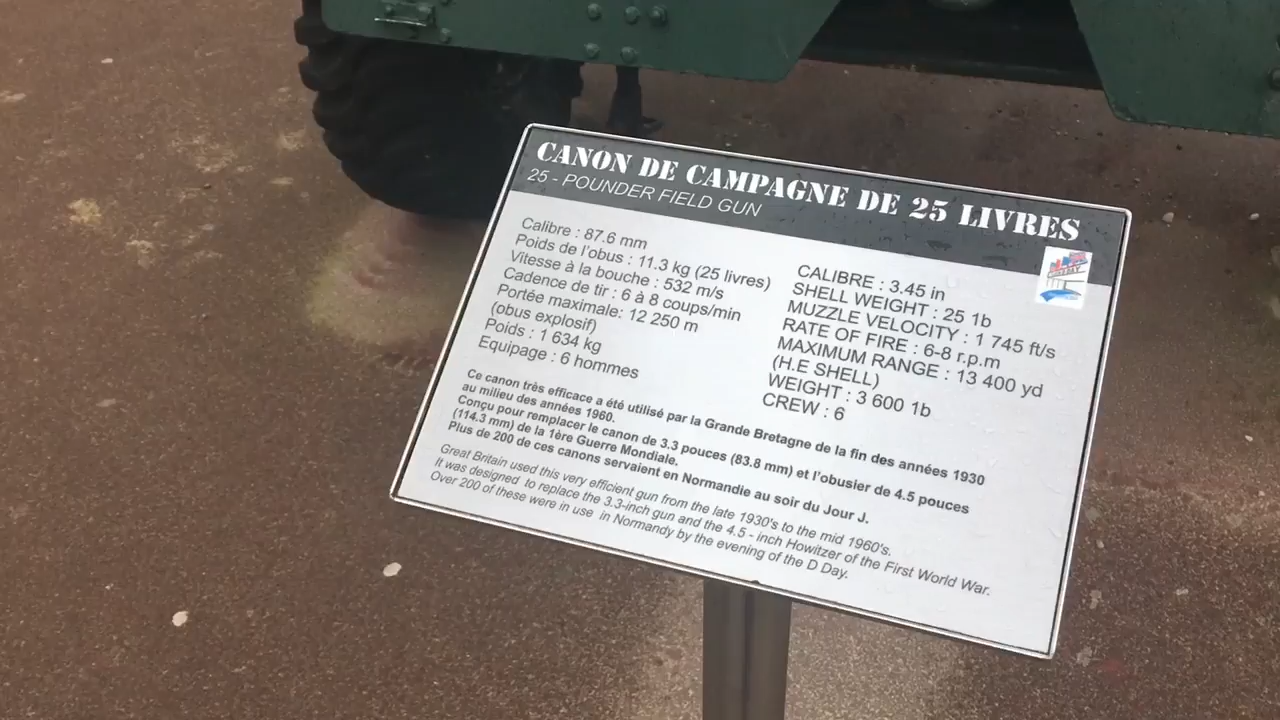 CANON DE CAMPAGNE DE 25 LIVRES
25 - POUNDER FIELD GUN
Calibre : 87.6 mm
Poids de l'obus : 11.3 kg (25 livres)
Vitesse à la bouche : 532 m/s
Cadence de tir : 6 à 8 coups/min
Portée maximale: 12 250 m
(obus explosif)
Poids : 1 634 kg
Equipage : 6 hommes
CALIBRE : 3.45 in
SHELL WEIGHT : 25 1b
MUZZLE VELOCITY : 1 745 ft/s
RATE OF FIRE : 6-8 r.p.m
MAXIMUM RANGE : 13 400 yd
(H.E SHELL)
WEIGHT : 3 600 1b
CREW : 6
Ce canon très efficace a été utilisé par la Grande Bretagne de la fin des années 1930
au milieu des années 1960.
Conçu pour remplacer le canon de 3.3 pouces (83.8 mm) et l'obusier de 4.5 pouces
(114.3 mm) de la 1ère Guerre Mondiale.
Plus de 200 de ces canons servaient en Normandie au soir du Jour J.
Great Britain used this very efficient gun from the late 1930's to the mid 1960's.
It was designed to replace the 3.3-inch gun and the 4.5 - inch Howitzer of the First World War.
Over 200 of these were in use in Normandy by the evening of the D Day.